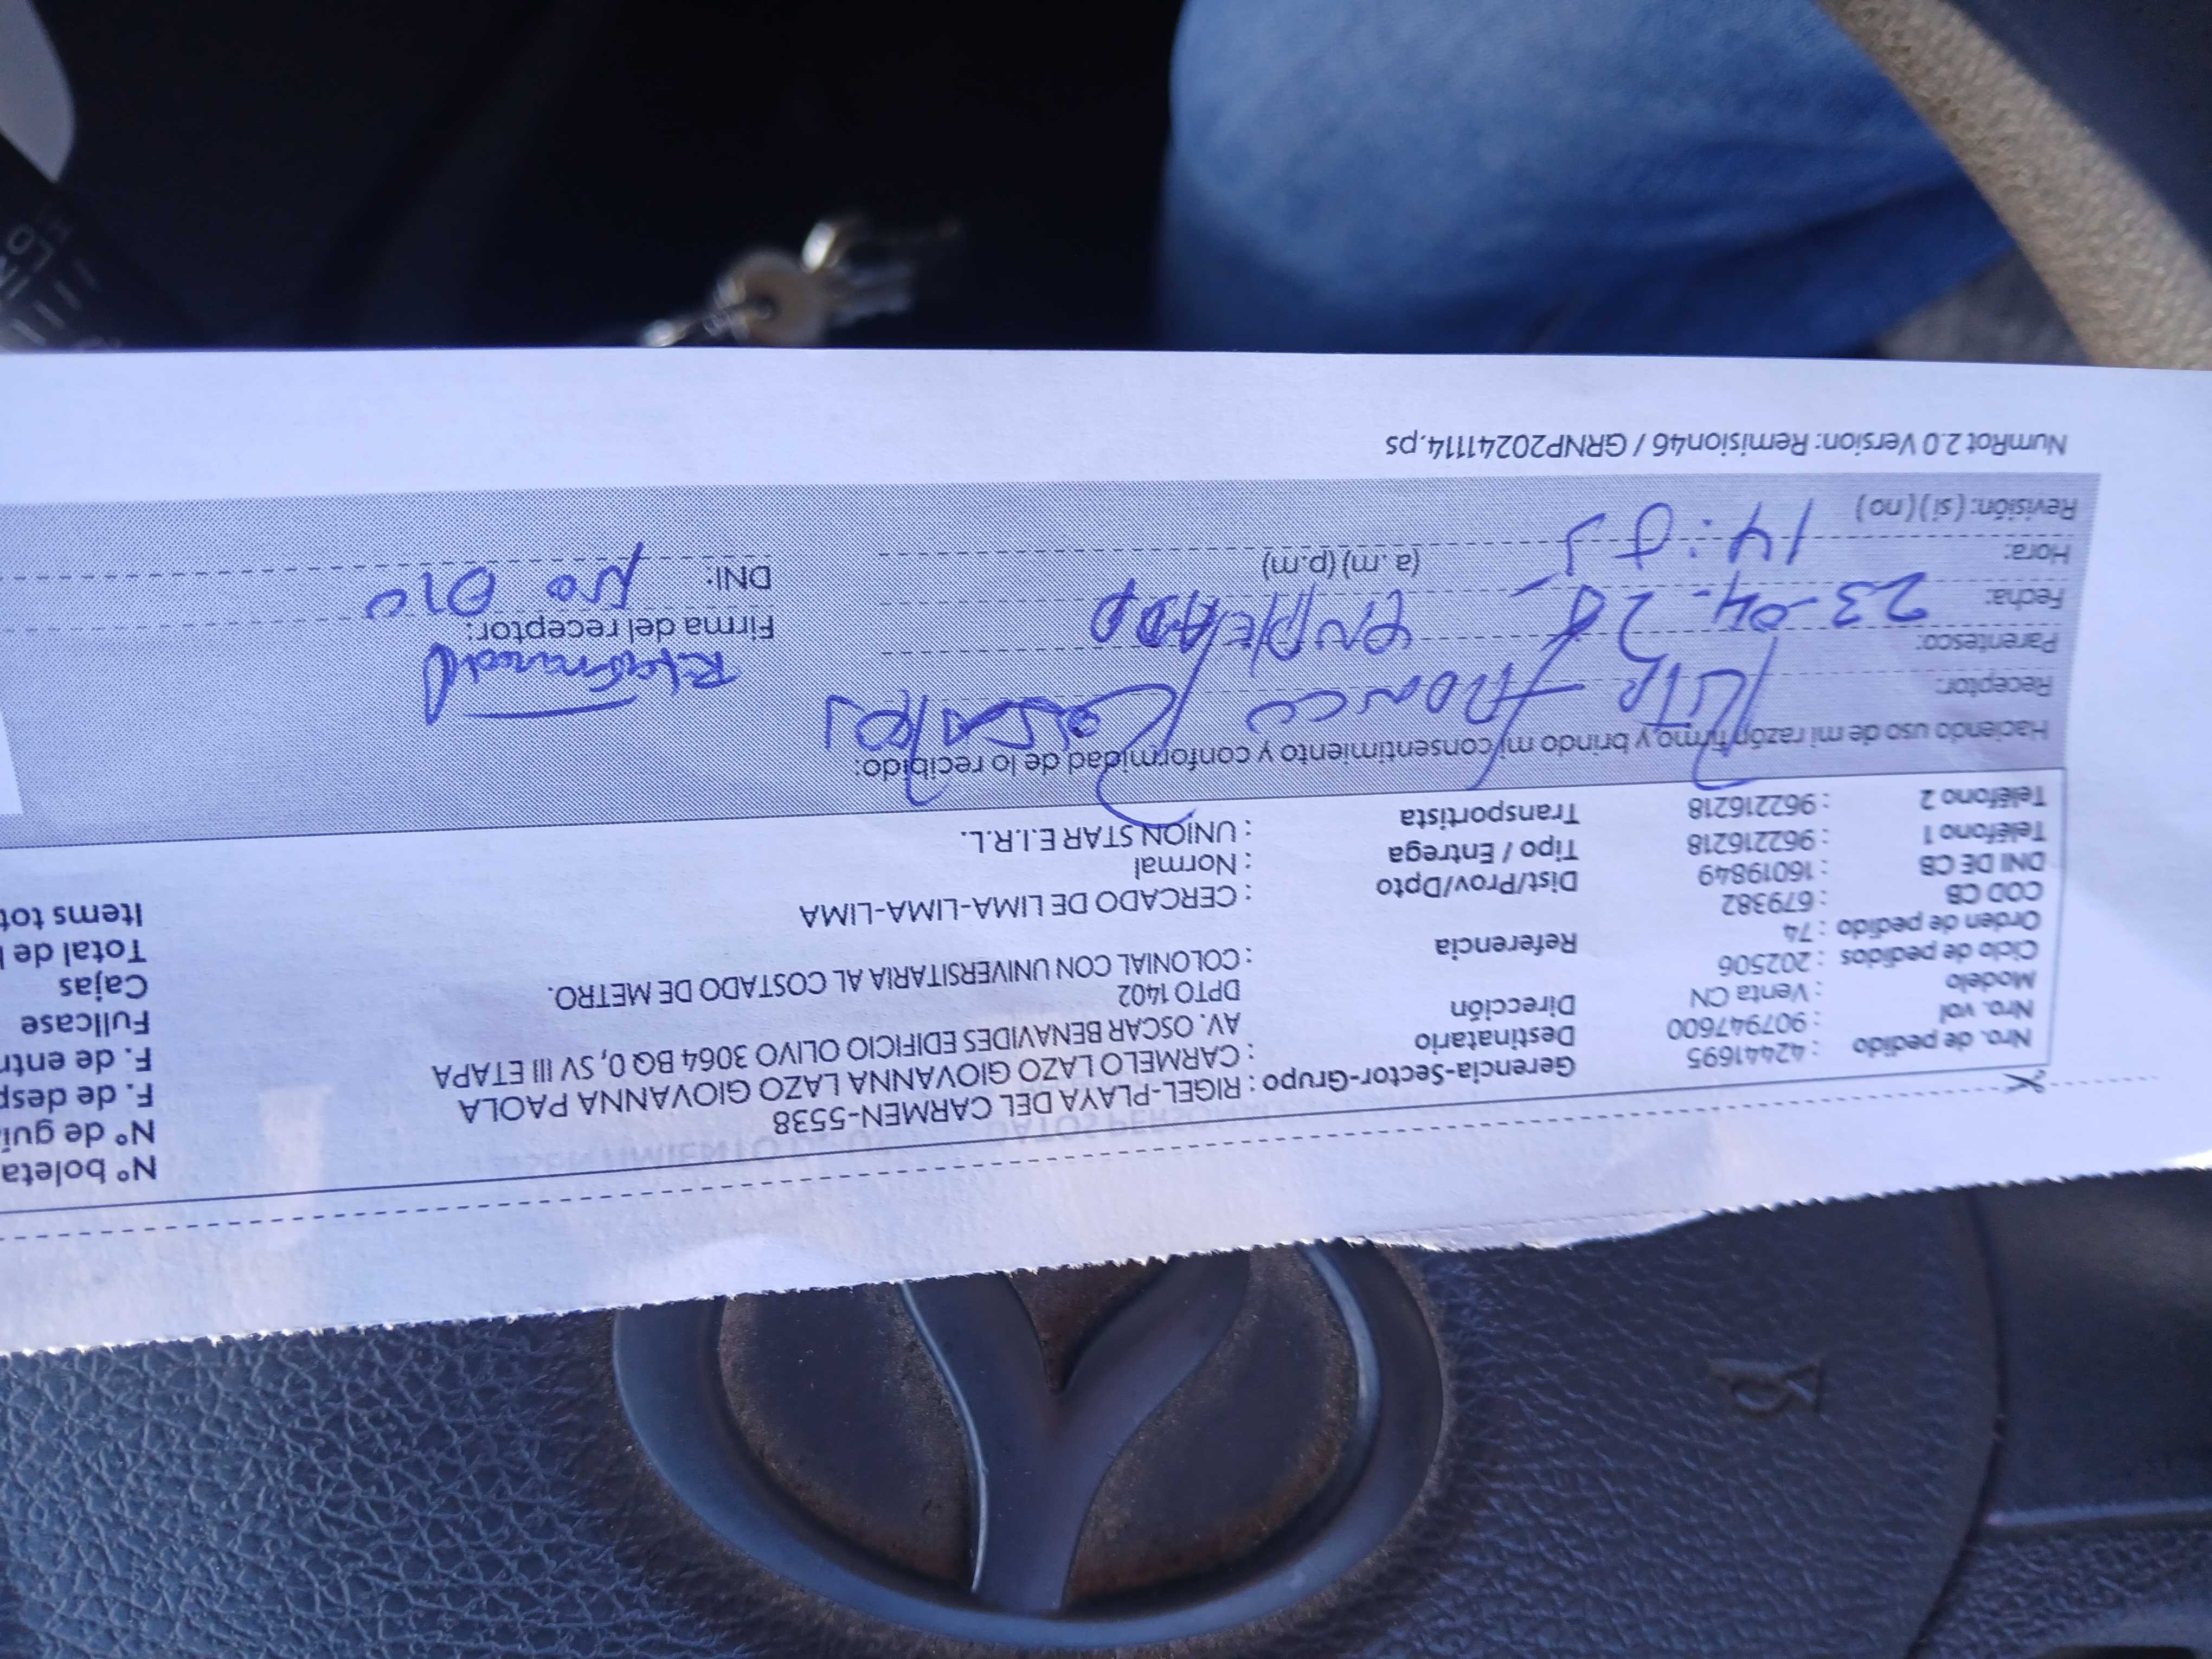 Nro. de pedido : 42441695
Nro. vol : 907947600
Modelo : Venta CN
Ciclo de pedidos : 202506
Orden de pedido : 74
COD CB : 679382
DNI DE CB : 16019849
Teléfono 1 : 962216218
Teléfono 2 : 962216218
Gerencia-Sector-Grupo : RIGEL-PLAYA DEL CARMEN-5538
Destinatario : CARMELO LAZO GIOVANNA LAZO GIOVANNA PAOLA
Dirección AV. OSCAR BENAVIDES EDIFICIO OLIVO 3064 BQ 0, SV III ETAPA
DPTO 1402
Referencia : COLONIAL CON UNIVERSITARIA AL COSTADO DE METRO.
Dist/Prov/Dpto : CERCADO DE LIMA-LIMA-LIMA
Tipo / Entrega : Normal
Transportista : UNION STAR E.I.R.L.
N° boleta
N° de guí
F. de desp
F. de entr
Fullcase
Cajas
Total de
Items tot
Haciendo uso de mi razón firmo y brindo mi consentimiento y conformidad de lo recibido:
Receptor:
Parentesco: empleado
Fecha: 23-04-25
Hora: 14:05 (a.m) (p.m)
Revisión: (sí) (no)
Firma del receptor:
DNI: No Dio
NumRot 2.0 Version: Remision46 / GRNP20241114.ps